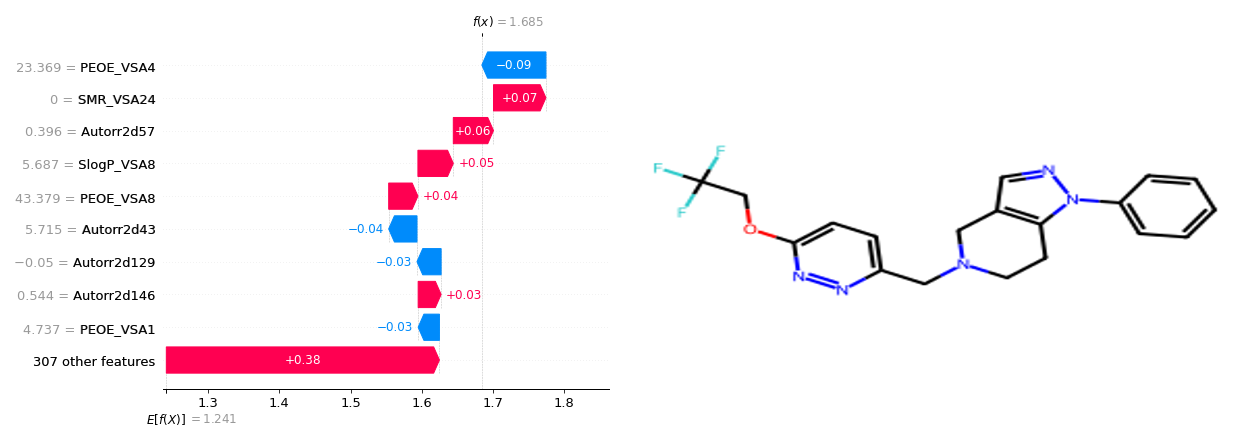 f(x) = 1.685
23.369 = PEOE_VSA4
−0.09
0 = SMR_VSA24
+0.07
0.396 = Autorr2d57
+0.06
5.687 = SlogP_VSA8
+0.05
43.379 = PEOE_VSA8
+0.04
5.715 = Autorr2d43
−0.04
−0.05 = Autorr2d129
−0.03
0.544 = Autorr2d146
+0.03
4.737 = PEOE_VSA1
−0.03
307 other features
+0.38
1.3 1.4 1.5 1.6 1.7 1.8
E[f(X)] = 1.241
F
F
F
O
N
N
N
N
N